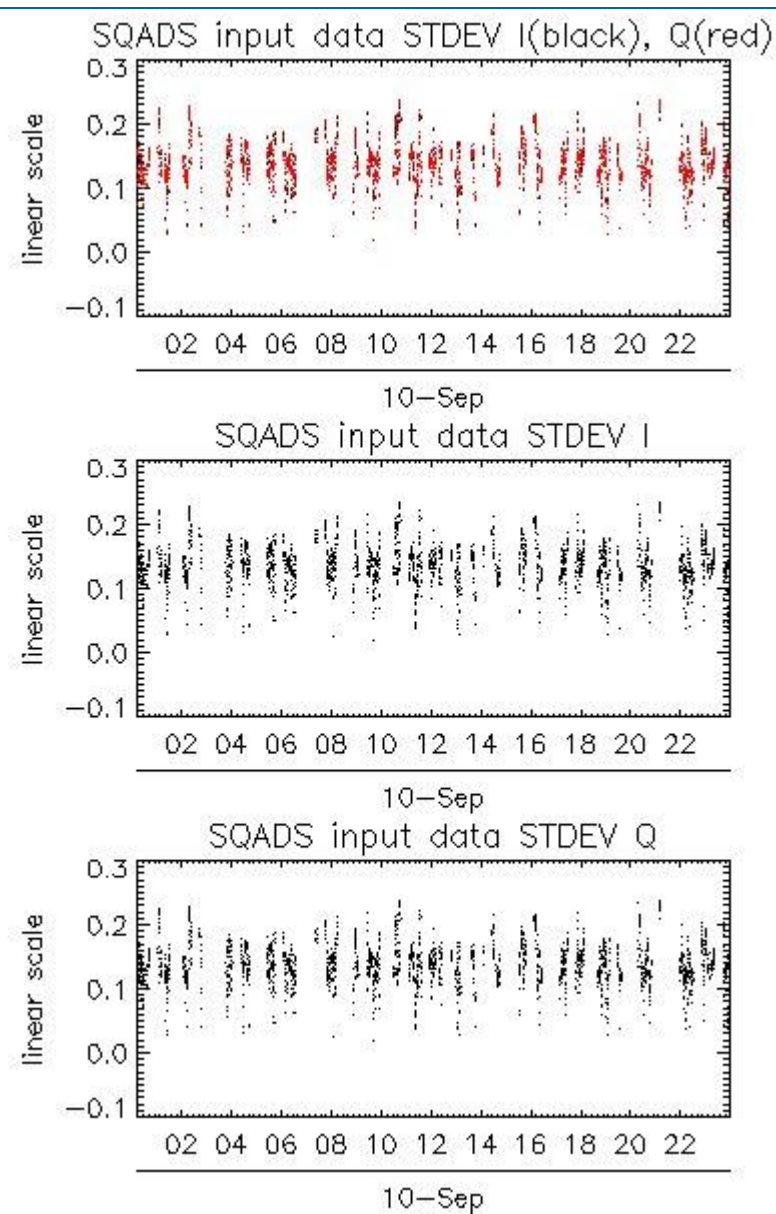 SQADS input data STDEV I(black), Q(red)
0.3
0.2
0.1
0.0
−0.1
linear scale
02 04 06 08 10 12 14 16 18 20 22
10−Sep
SQADS input data STDEV I
0.3
0.2
0.1
0.0
−0.1
linear scale
02 04 06 08 10 12 14 16 18 20 22
10−Sep
SQADS input data STDEV Q
0.3
0.2
0.1
0.0
−0.1
linear scale
02 04 06 08 10 12 14 16 18 20 22
10−Sep